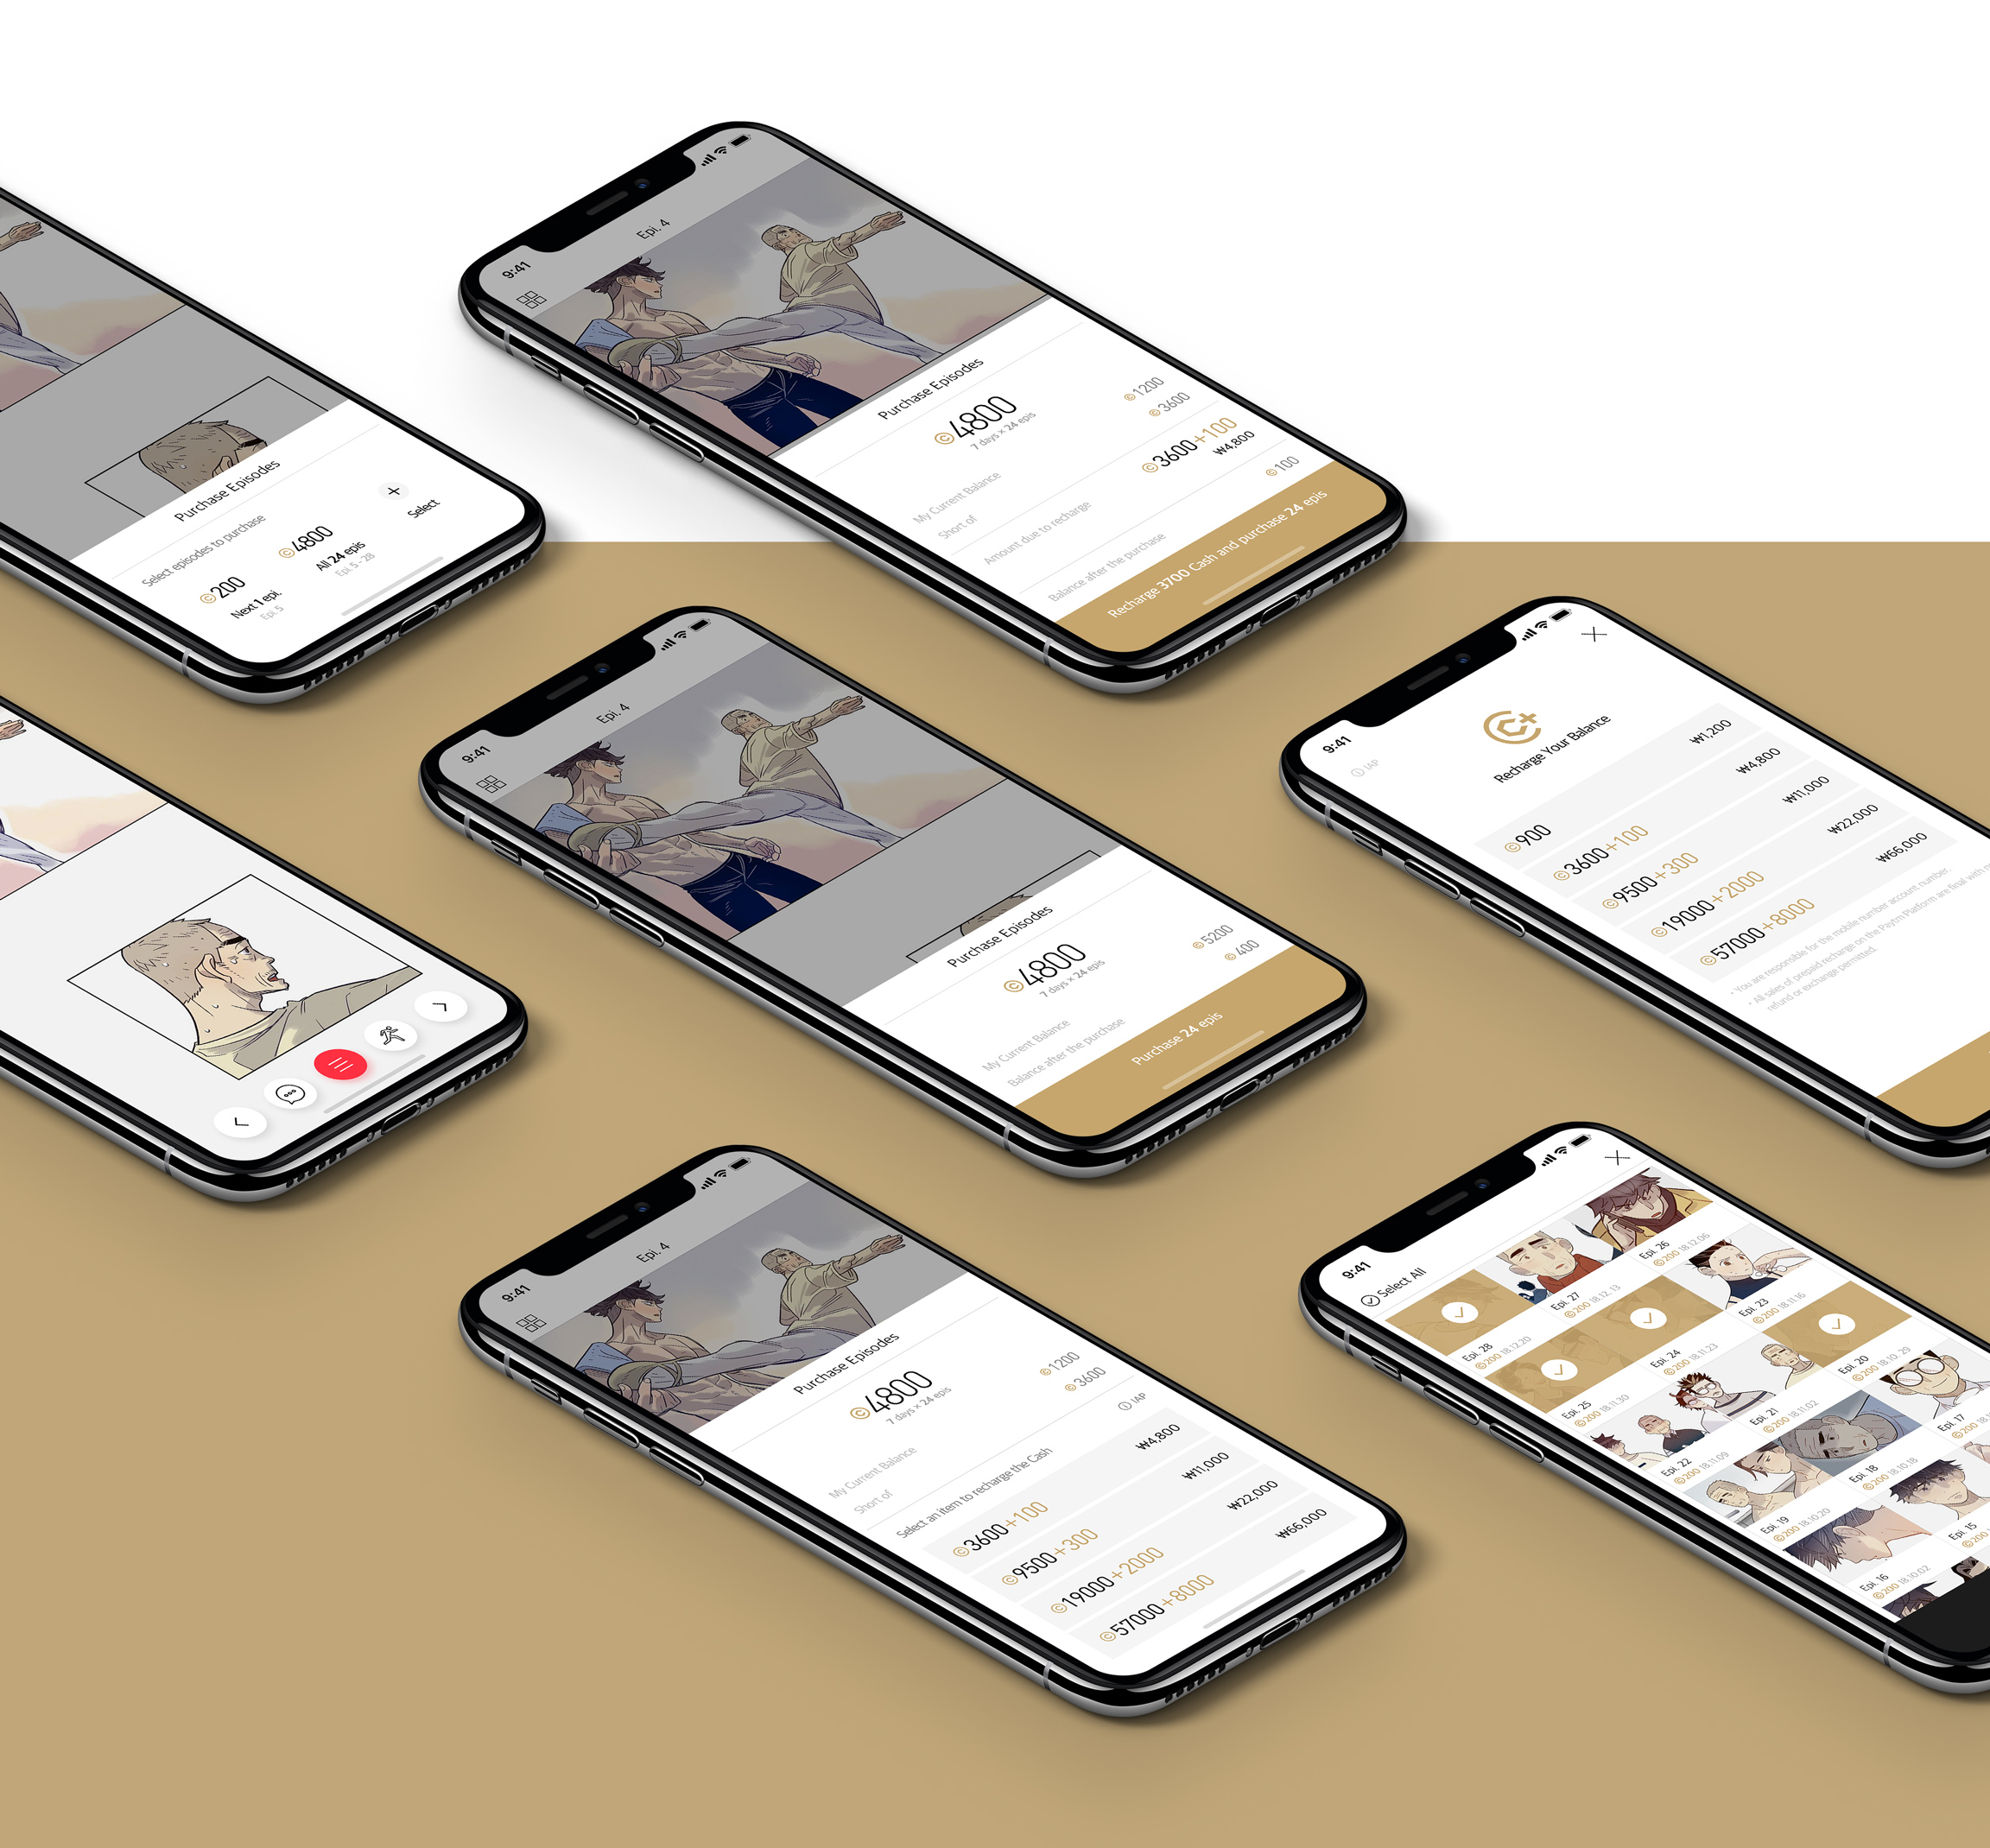 Purchase Episodes
Select episodes to purchase
©200
Next 1 epi.
Epi. 5
©4800
All 24 epis
Epi. 5 - 28
+
Select
9:41
Epi. 4
Purchase Episodes
©4800
7 days × 24 epis
My Current Balance ©1200
Short of ©3600
Amount due to recharge ©3600+100
₩4,800
Balance after the purchase ©100
Recharge 3700 Cash and purchase 24 epis
9:41
Epi. 4
Purchase Episodes
©4800
7 days × 24 epis
My Current Balance ©5200
Balance after the purchase ©400
Purchase 24 epis
9:41
IAP
Recharge Your Balance
©900 ₩1,200
©3600+100 ₩4,800
©9500+300 ₩11,000
©19000+2000 ₩22,000
©57000+8000 ₩66,000
• You are responsible for the mobile number account number.
• All sales of prepaid recharge on the Paytm Platform are final with
refund or exchange permitted.
9:41
Epi. 4
Purchase Episodes
©4800
7 days × 24 epis
My Current Balance ©1200
Short of ©3600
Select an item to recharge the Cash IAP
©3600+100 ₩4,800
©9500+300 ₩11,000
©19000+2000 ₩22,000
©57000+8000 ₩66,000
9:41
Select All
Epi. 28
©200 18.12.20
Epi. 27
©200 18.12.13
Epi. 26
©200 18.12.06
Epi. 25
©200 18.11.30
Epi. 24
©200 18.11.23
Epi. 23
©200 18.11.16
Epi. 22
©200 18.11.09
Epi. 21
©200 18.11.02
Epi. 20
©200 18.10.29
Epi. 19
©200 18.10.20
Epi. 18
©200 18.10.18
Epi. 17
©200
Epi. 16
©200 18.10.02
Epi. 15
©200